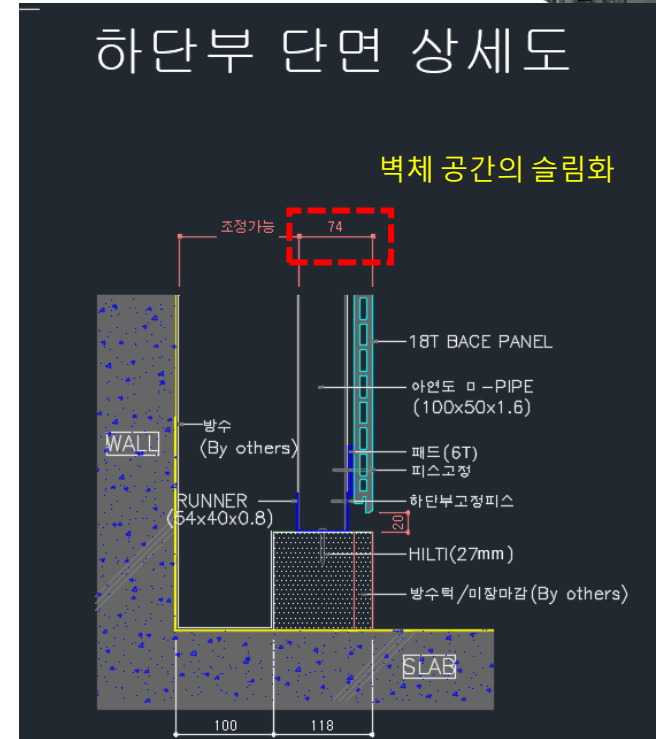 하단부 단면 상세도
벽체 공간의 슬림화
조정가능
74
18T BACE PANEL
아연도 ㅁ-PIPE
(100x50x1.6)
방수
(By others)
WALL
패드(6T)
피스고정
RUNNER
(54x40x0.8)
하단부고정피스
20
HILTI(27mm)
방수턱/미장마감(By others)
SLAB
100
118